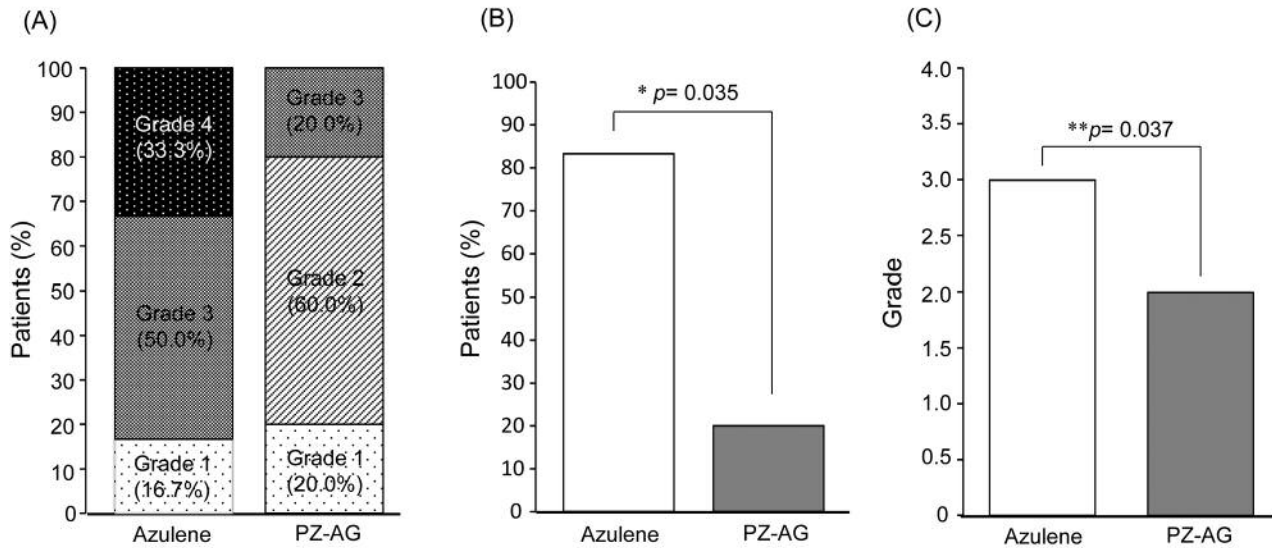 (A)
Patients (%)
100
90
80
70
60
50
40
30
20
10
0
Grade 4
(33.3%)
Grade 3
(50.0%)
Grade 1
(16.7%)
Grade 3
(20.0%)
Grade 2
(60.0%)
Grade 1
(20.0%)
Azulene
PZ-AG
(B)
Patients (%)
100
90
80
70
60
50
40
30
20
10
0
* p= 0.035
Azulene
PZ-AG
(C)
Grade
4.0
3.5
3.0
2.5
2.0
1.5
1.0
0.5
0
**p= 0.037
Azulene
PZ-AG